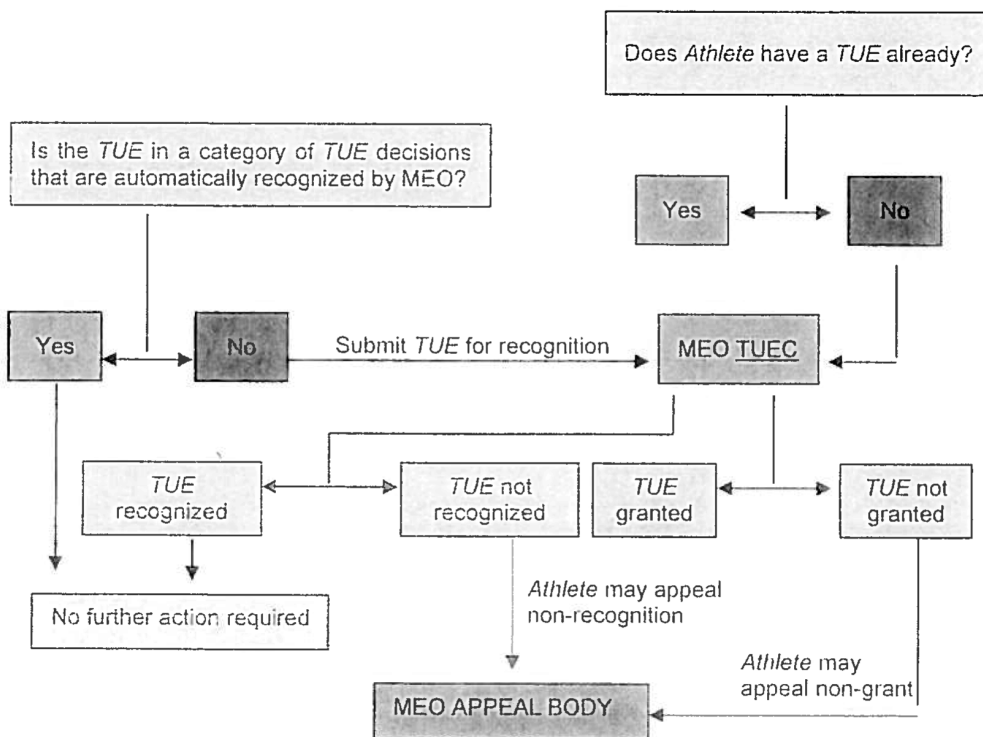 Does Athlete have a TUE already?
Is the TUE in a category of TUE decisions
that are automatically recognized by MEO?
Yes
No
Yes
No
Submit TUE for recognition
MEO TUEC
TUE
recognized
TUE not
recognized
TUE
granted
TUE not
granted
No further action required
Athlete may appeal
non-recognition
Athlete may
appeal non-grant
MEO APPEAL BODY